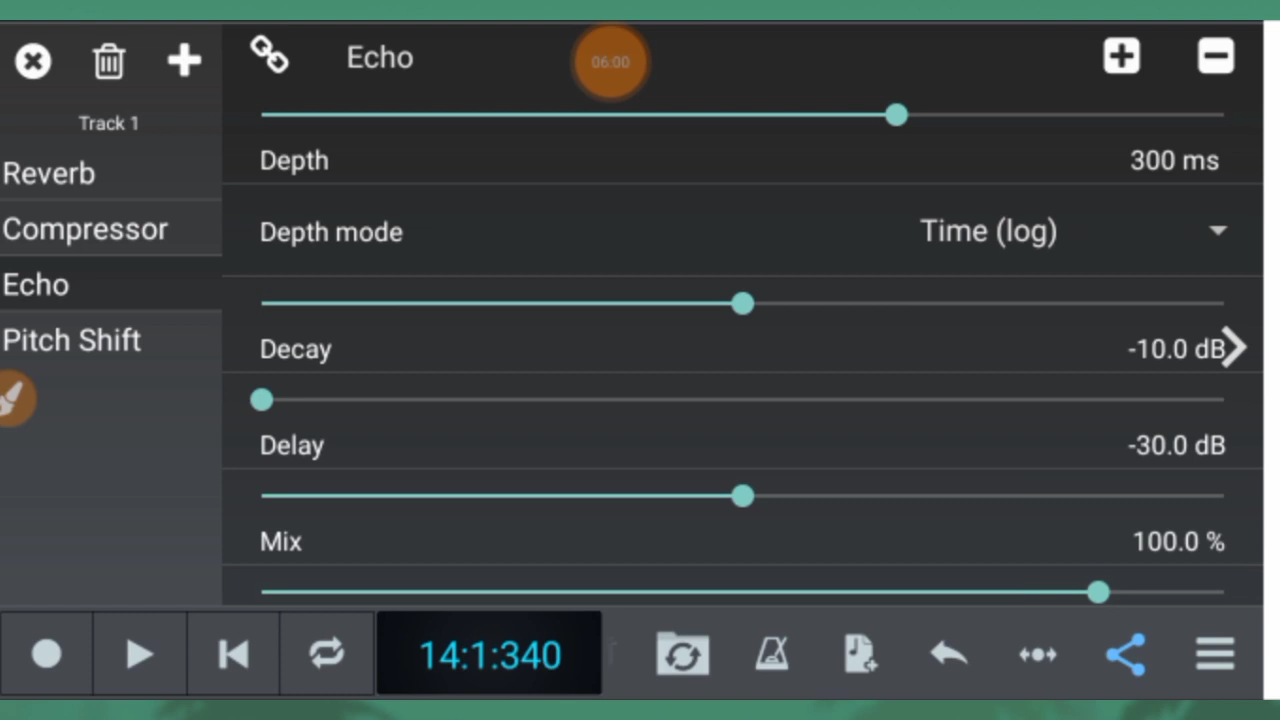 Echo
06:00
Track 1
Reverb
Compressor
Echo
Pitch Shift
Depth 300 ms
Depth mode Time (log)
Decay -10.0 dB
Delay -30.0 dB
Mix 100.0 %
14:1:340